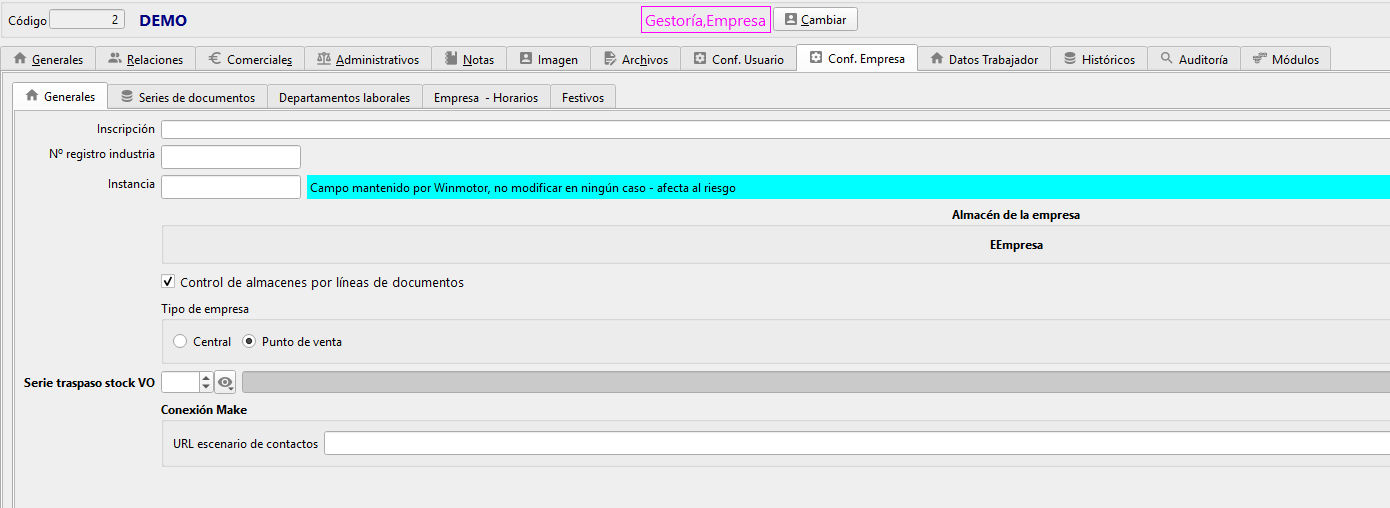 Código 2 DEMO Gestoría,Empresa Cambiar
Generales Relaciones Comerciales Administrativos Notas Imagen Archivos Conf. Usuario Conf. Empresa Datos Trabajador Históricos Auditoría Módulos
Generales Series de documentos Departamentos laborales Empresa - Horarios Festivos
Inscripción
Nº registro industria
Instancia Campo mantenido por Winmotor, no modificar en ningún caso - afecta al riesgo
Almacén de la empresa
EEmpresa
Control de almacenes por líneas de documentos
Tipo de empresa
Central Punto de venta
Serie traspaso stock VO
Conexión Make
URL escenario de contactos